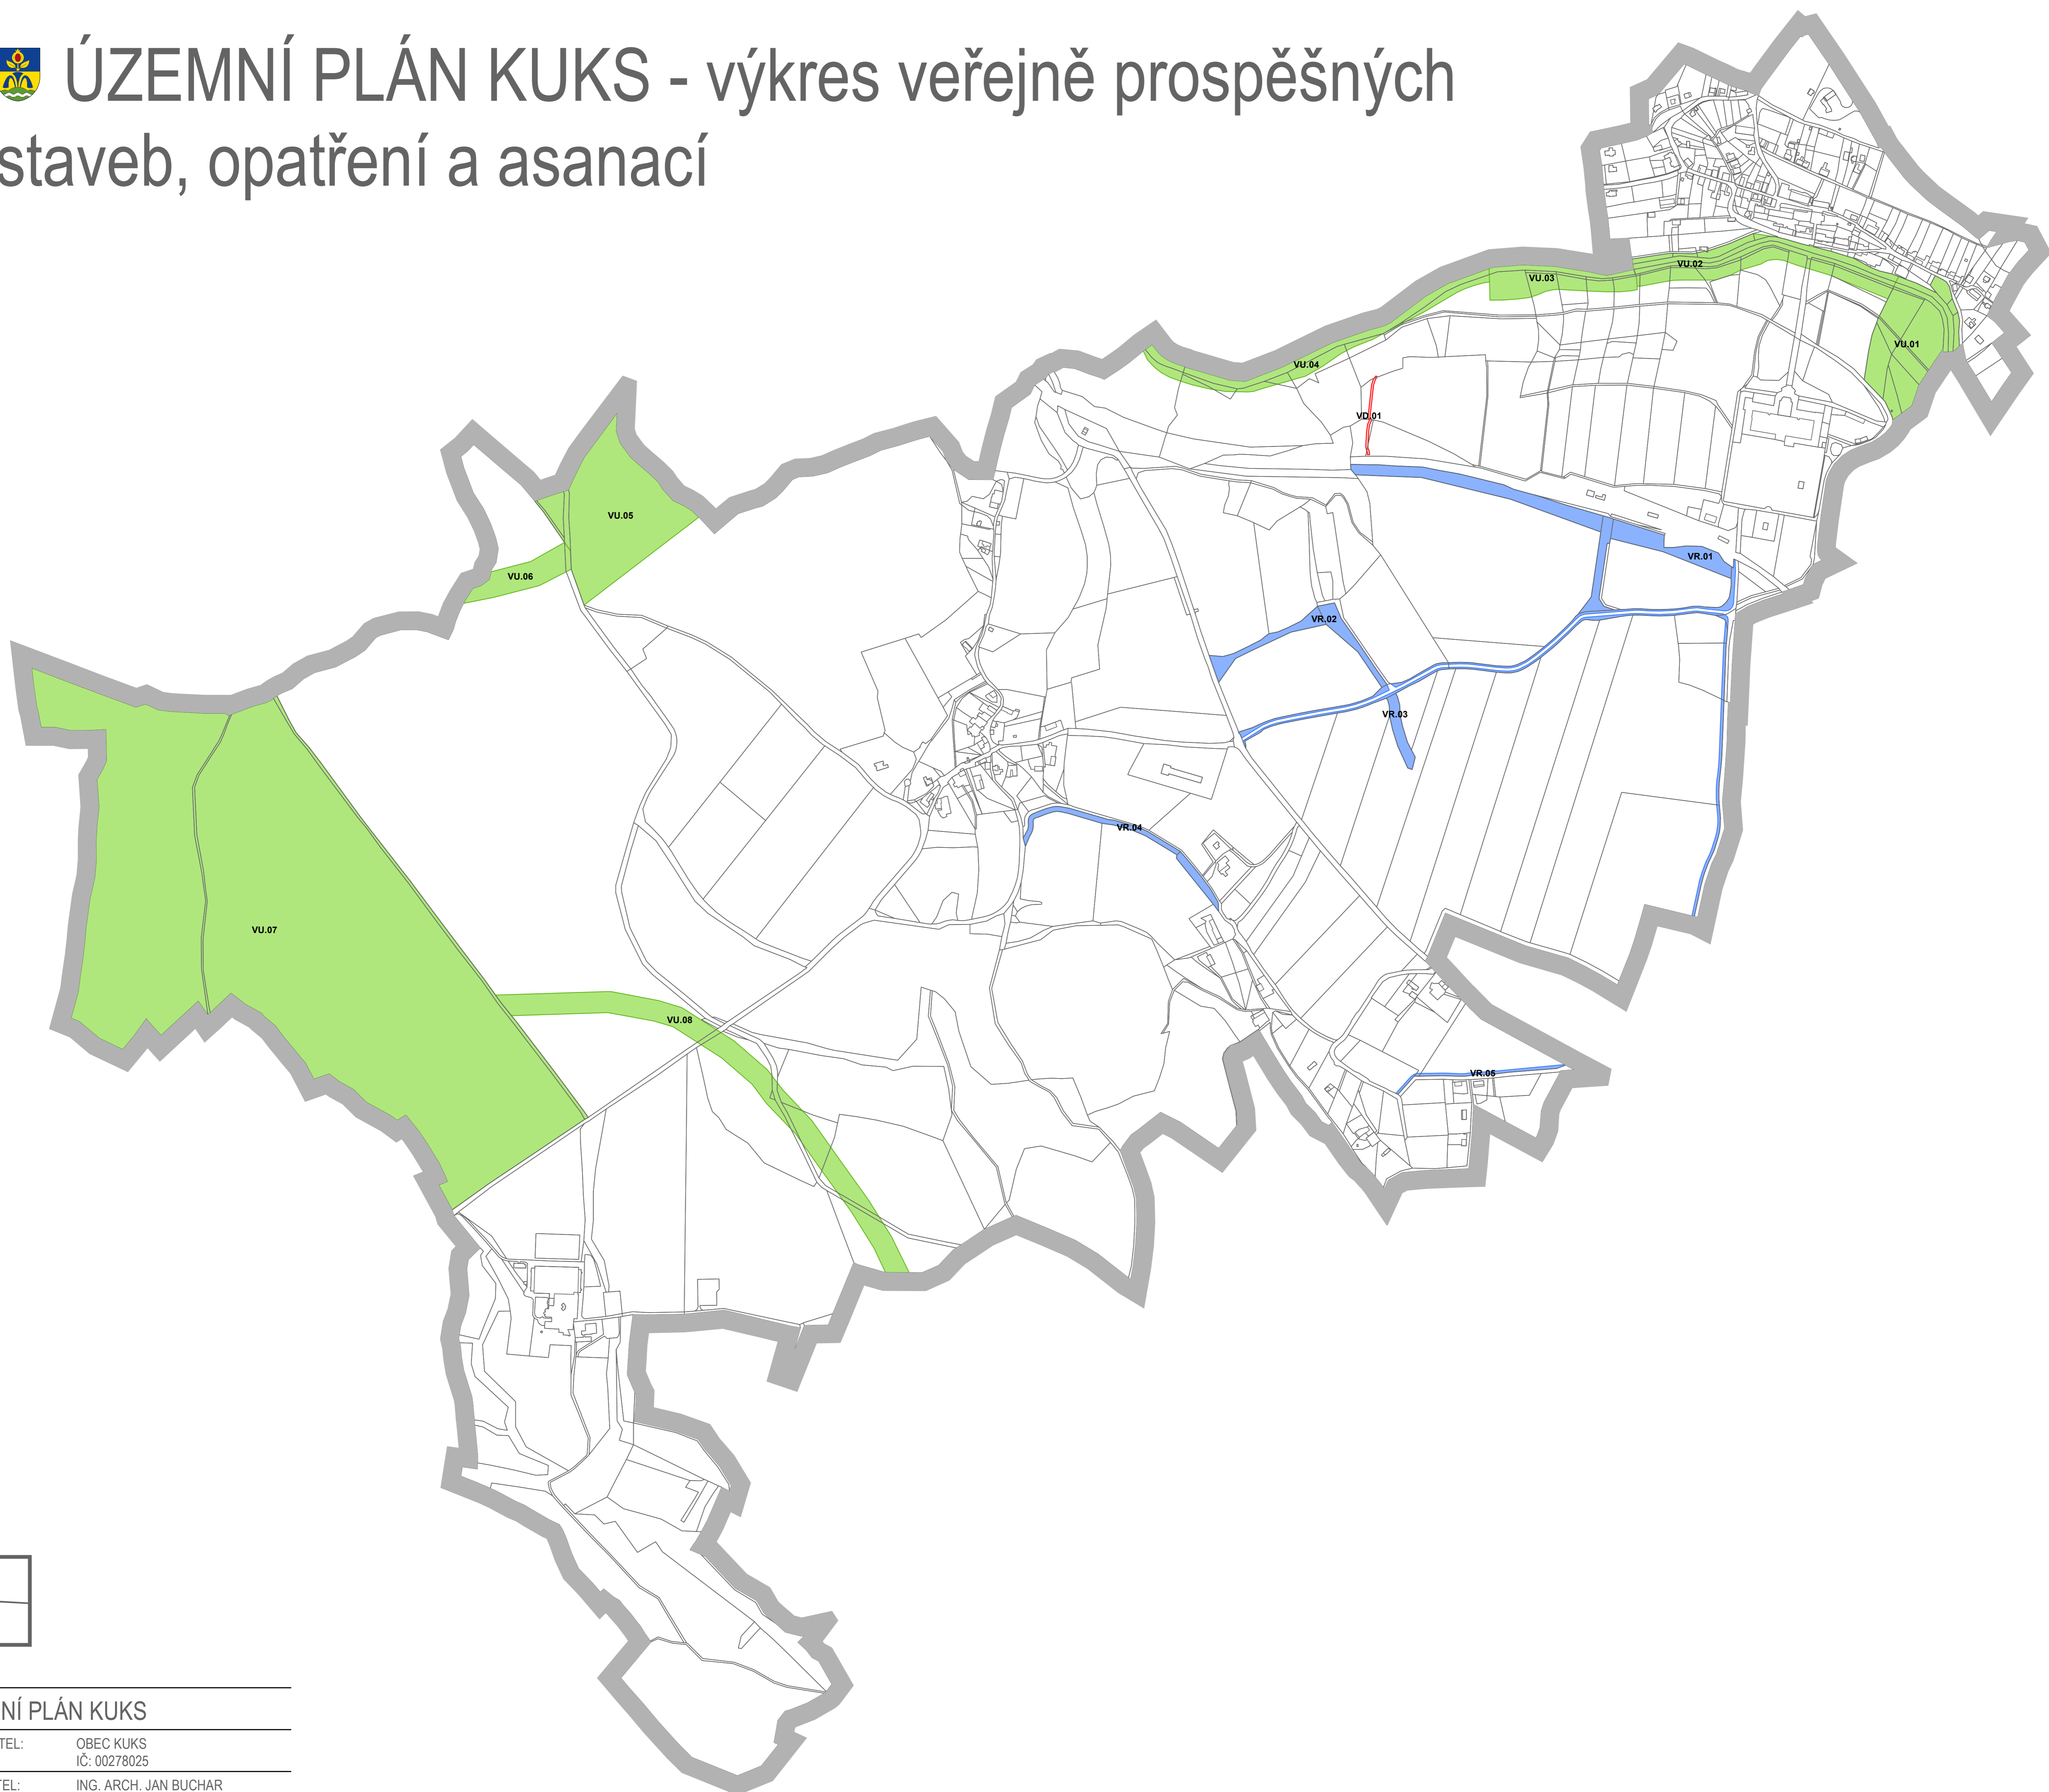 ÚZEMNÍ PLÁN KUKS - výkres veřejně prospěšných
staveb, opatření a asanací
VU.02
VU.03
VU.01
VU.04
VD.01
VU.05
VR.01
VU.06
VR.02
VR.03
VR.04
VU.07
VU.08
VR.05
NÍ PLÁN KUKS
TEL: OBEC KUKS
IČ: 00278025
TEL: ING. ARCH. JAN BUCHAR